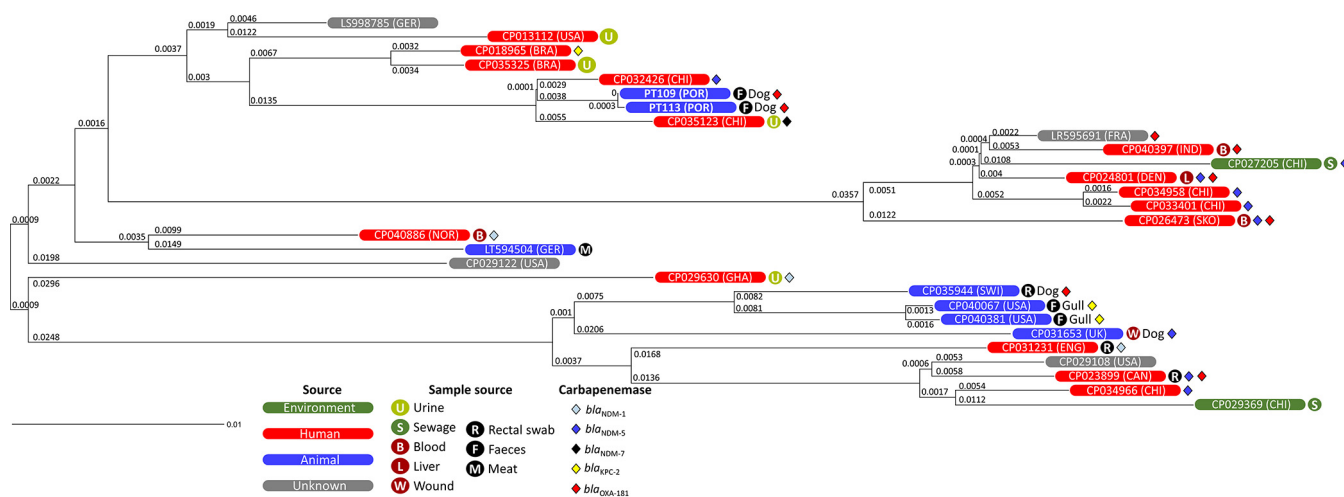 0.0046
LS998785 (GER)
0.0019
0.0122
CP013112 (USA) U
0.0037
0.0032
CP018965 (BRA)
0.0067
0.0034
CP035325 (BRA) U
0.003
0.0001
0.0029
CP032426 (CHI)
0.0038
0
PT109 (POR) F Dog
0.0135
0.0003
PT113 (POR) F Dog
0.0055
CP035123 (CHI) U
0.0016
0.0022
LR595691 (FRA)
0.0004
0.0053
CP040397 (IND) B
0.0001
0.0108
CP027205 (CHI) S
0.0003
0.004
CP024801 (DEN) L
0.0022
0.0357
0.0051
0.0052
0.0016
CP034958 (CHI)
0.0022
CP033401 (CHI)
0.0122
CP026473 (SKO) B
0.0009
0.0035
0.0099
CP040886 (NOR) B
0.0149
LT594504 (GER) M
0.0198
CP029122 (USA)
0.0296
CP029630 (GHA) U
0.0009
0.0075
0.0082
CP035944 (SWI) R Dog
0.0081
0.0013
CP040067 (USA) F Gull
0.001
0.0016
CP040381 (USA) F Gull
0.0206
CP031653 (UK) W Dog
0.0248
0.0168
CP031231 (ENG) R
0.0037
0.0053
CP029108 (USA)
0.0006
0.0058
CP023899 (CAN) R
0.0136
0.0054
CP034966 (CHI)
0.0017
0.0112
CP029369 (CHI) S
0.01
Source
Environment
Human
Animal
Unknown
Sample source
U Urine
S Sewage
B Blood
L Liver
W Wound
R Rectal swab
F Faeces
M Meat
Carbapenemase
blaNDM-1
blaNDM-5
blaNDM-7
blaKPC-2
blaOXA-181